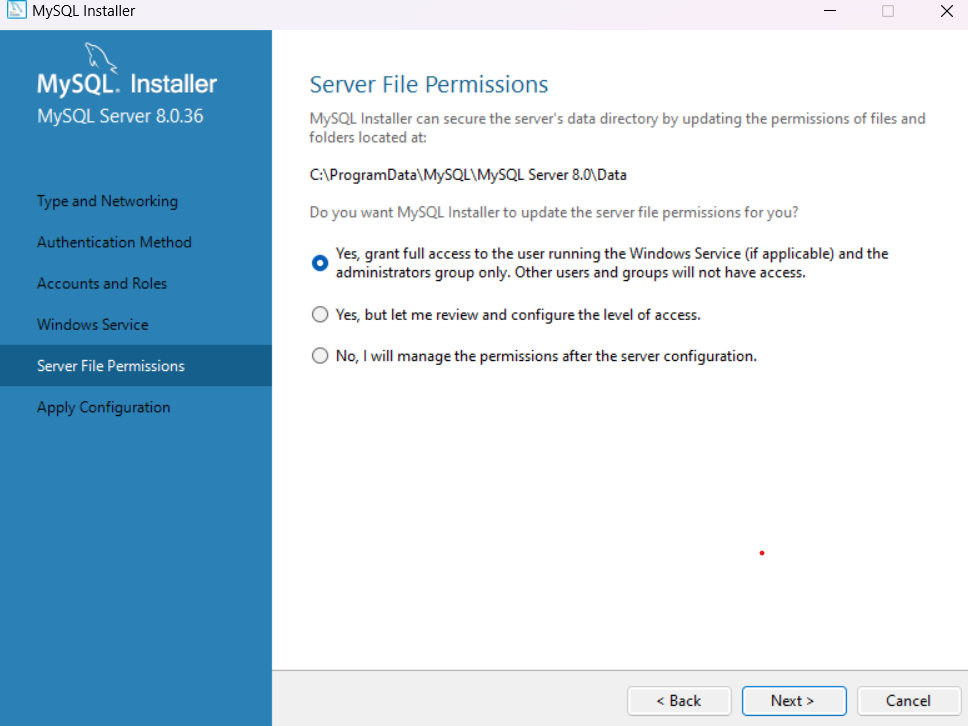 MySQL Installer
MySQL. Installer
MySQL Server 8.0.36
Type and Networking
Authentication Method
Accounts and Roles
Windows Service
Server File Permissions
Apply Configuration
Server File Permissions
MySQL Installer can secure the server's data directory by updating the permissions of files and
folders located at:
C:\ProgramData\MySQL\MySQL Server 8.0\Data
Do you want MySQL Installer to update the server file permissions for you?
Yes, grant full access to the user running the Windows Service (if applicable) and the
administrators group only. Other users and groups will not have access.
Yes, but let me review and configure the level of access.
No, I will manage the permissions after the server configuration.
< Back
Next >
Cancel